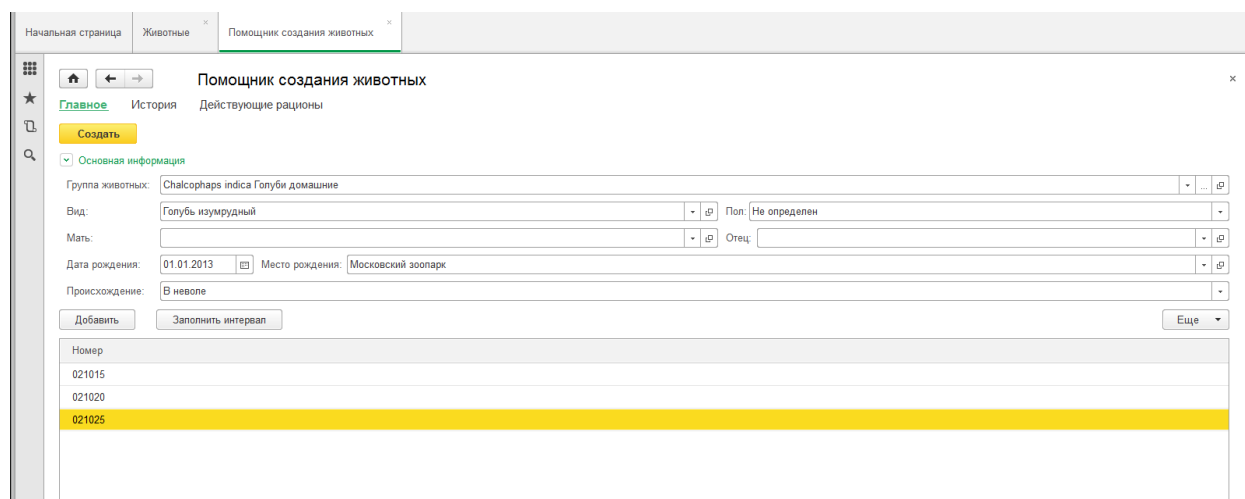 Начальная страница Животные Помощник создания животных
Помощник создания животных
Главное История Действующие рационы
Создать
Основная информация
Группа животных: Chalcophaps indica Голуби домашние
Вид: Голубь изумрудный Пол: Не определен
Мать: Отец:
Дата рождения: 01.01.2013 Место рождения: Московский зоопарк
Происхождение: В неволе
Добавить Заполнить интервал Еще
Номер
021015
021020
021025